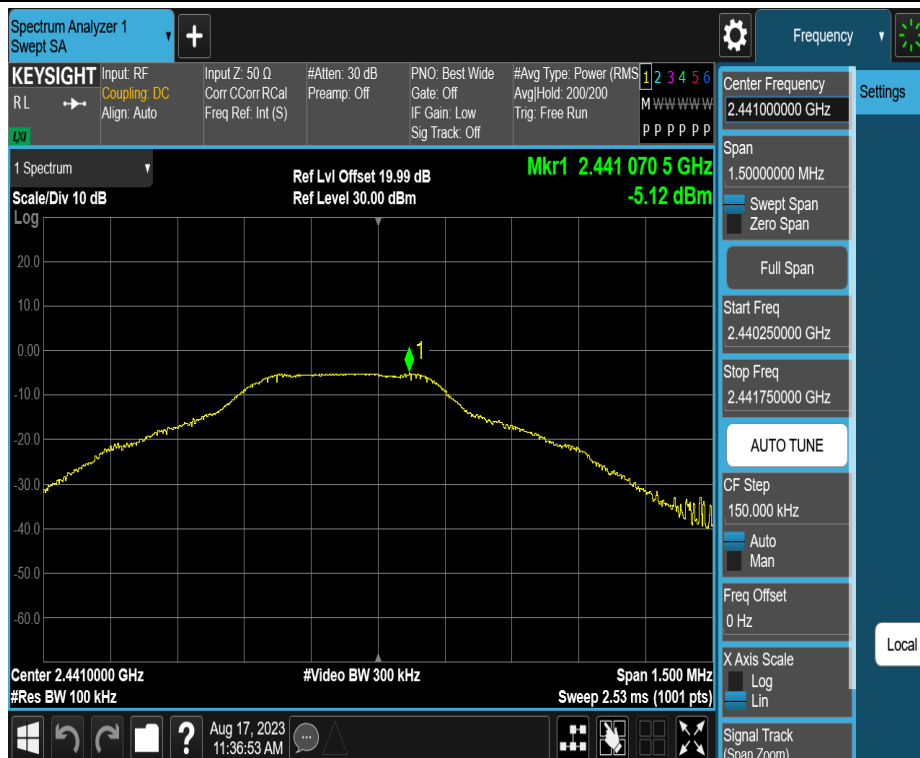 Spectrum Analyzer 1
Swept SA
+
Frequency
KEYSIGHT
RL
LXI
Input: RF
Coupling: DC
Align: Auto
Input Z: 50 Ω
Corr CCorr RCal
Freq Ref: Int (S)
#Atten: 30 dB
Preamp: Off
PNO: Best Wide
Gate: Off
IF Gain: Low
Sig Track: Off
#Avg Type: Power (RMS
Avg|Hold: 200/200
Trig: Free Run
1 2 3 4 5 6
M W W W W W
P P P P P P
1 Spectrum
Scale/Div 10 dB
Log
Ref Lvl Offset 19.99 dB
Ref Level 30.00 dBm
Mkr1 2.441 070 5 GHz
-5.12 dBm
20.0
10.0
0.00
-10.0
-20.0
-30.0
-40.0
-50.0
-60.0
1
Center 2.4410000 GHz
#Res BW 100 kHz
#Video BW 300 kHz
Span 1.500 MHz
Sweep 2.53 ms (1001 pts)
Aug 17, 2023
11:36:53 AM
?
Center Frequency
2.441000000 GHz
Settings
Span
1.50000000 MHz
Swept Span
Zero Span
Full Span
Start Freq
2.440250000 GHz
Stop Freq
2.441750000 GHz
AUTO TUNE
CF Step
150.000 kHz
Auto
Man
Freq Offset
0 Hz
Local
X Axis Scale
Log
Lin
Signal Track
(Span Zoom)